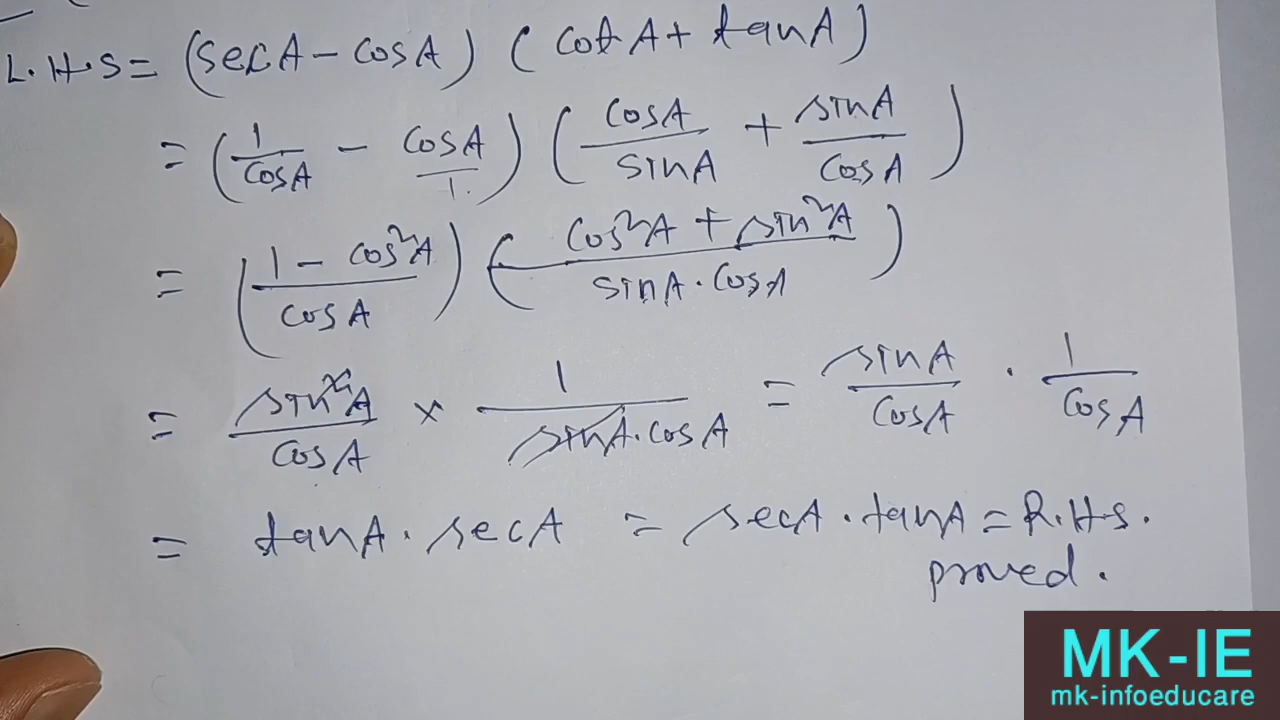 L.H.S = (secA - cosA) (cotA + tanA)
= (1/cosA - cosA/1.) (cosA/sinA + sinA/cosA)
= (1 - cos²A/cosA) (cos²A + sin²A/sinA.cosA)
= sin²A/cosA × 1/sinA.cosA = sinA/cosA . 1/cosA
= tanA.secA = secA.tanA = R.H.S.
proved.
MK-IE
mk-infoeducare